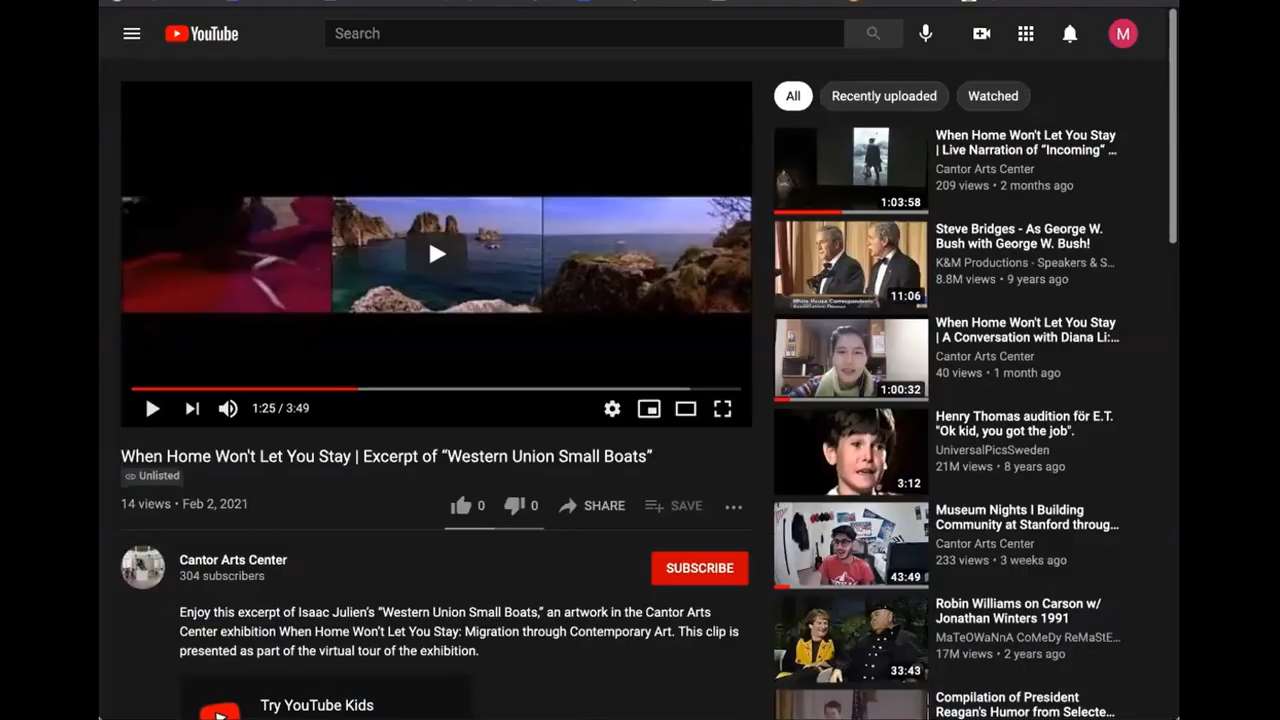 YouTube
Search
M
1:25 / 3:49
When Home Won't Let You Stay | Excerpt of “Western Union Small Boats”
Unlisted
14 views • Feb 2, 2021
0
0
SHARE
SAVE
Cantor Arts Center
304 subscribers
SUBSCRIBE
Enjoy this excerpt of Isaac Julien's "Western Union Small Boats," an artwork in the Cantor Arts
Center exhibition When Home Won't Let You Stay: Migration through Contemporary Art. This clip is
presented as part of the virtual tour of the exhibition.
Try YouTube Kids
All
Recently uploaded
Watched
1:03:58
When Home Won't Let You Stay
| Live Narration of “Incoming” ...
Cantor Arts Center
209 views • 2 months ago
White House Correspondents
11:06
Steve Bridges - As George W.
Bush with George W. Bush!
K&M Productions - Speakers & S...
8.8M views • 9 years ago
1:00:32
When Home Won't Let You Stay
| A Conversation with Diana Li:...
Cantor Arts Center
40 views • 1 month ago
3:12
Henry Thomas audition för E.T.
"Ok kid, you got the job".
UniversalPicsSweden
21M views • 8 years ago
43:49
Museum Nights I Building
Community at Stanford throug...
Cantor Arts Center
233 views • 3 weeks ago
33:43
Robin Williams on Carson w/
Jonathan Winters 1991
MaTeOWaNnA CoMeDy ReMaStE...
17M views • 2 years ago
Compilation of President
Reagan's Humor from Selecte...